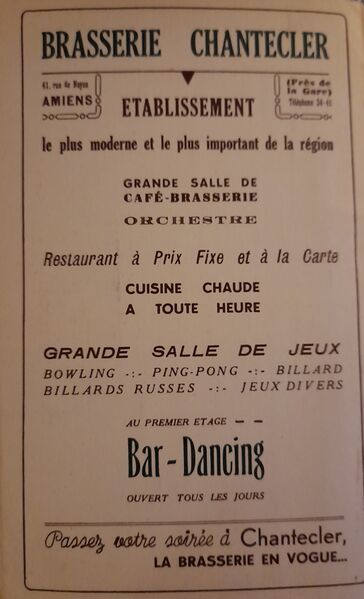 BRASSERIE CHANTECLER
41, rue de Noyon
AMIENS
(Près de
la Gare)
Téléphone 34-41
ETABLISSEMENT
le plus moderne et le plus important de la région
GRANDE SALLE DE
CAFÉ-BRASSERIE
ORCHESTRE
Restaurant à Prix Fixe et à la Carte
CUISINE CHAUDE
A TOUTE HEURE
GRANDE SALLE DE JEUX
BOWLING -:- PING-PONG -:- BILLARD
BILLARDS RUSSES -:- JEUX DIVERS
AU PREMIER ETAGE - -
Bar-Dancing
OUVERT TOUS LES JOURS
Passez votre soirée à Chantecler,
LA BRASSERIE EN VOGUE...